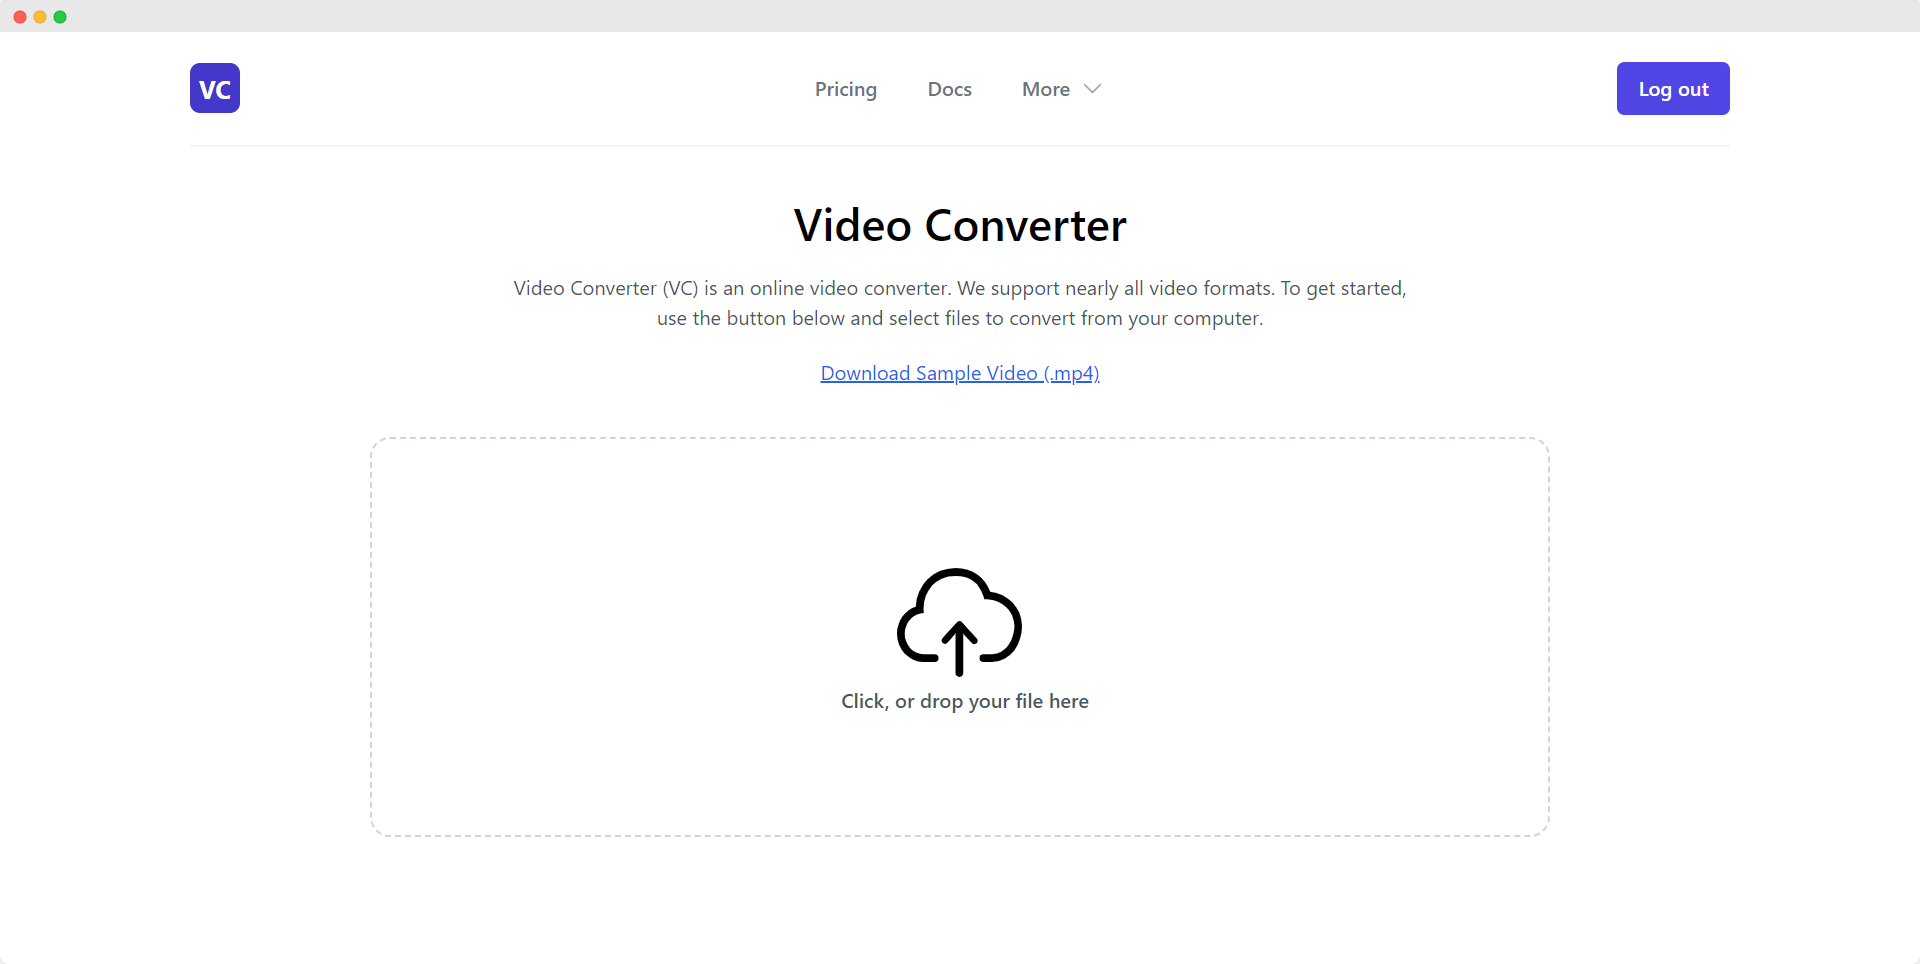 VC
Pricing
Docs
More
Log out
Video Converter
Video Converter (VC) is an online video converter. We support nearly all video formats. To get started,
use the button below and select files to convert from your computer.
Download Sample Video (.mp4)
Click, or drop your file here